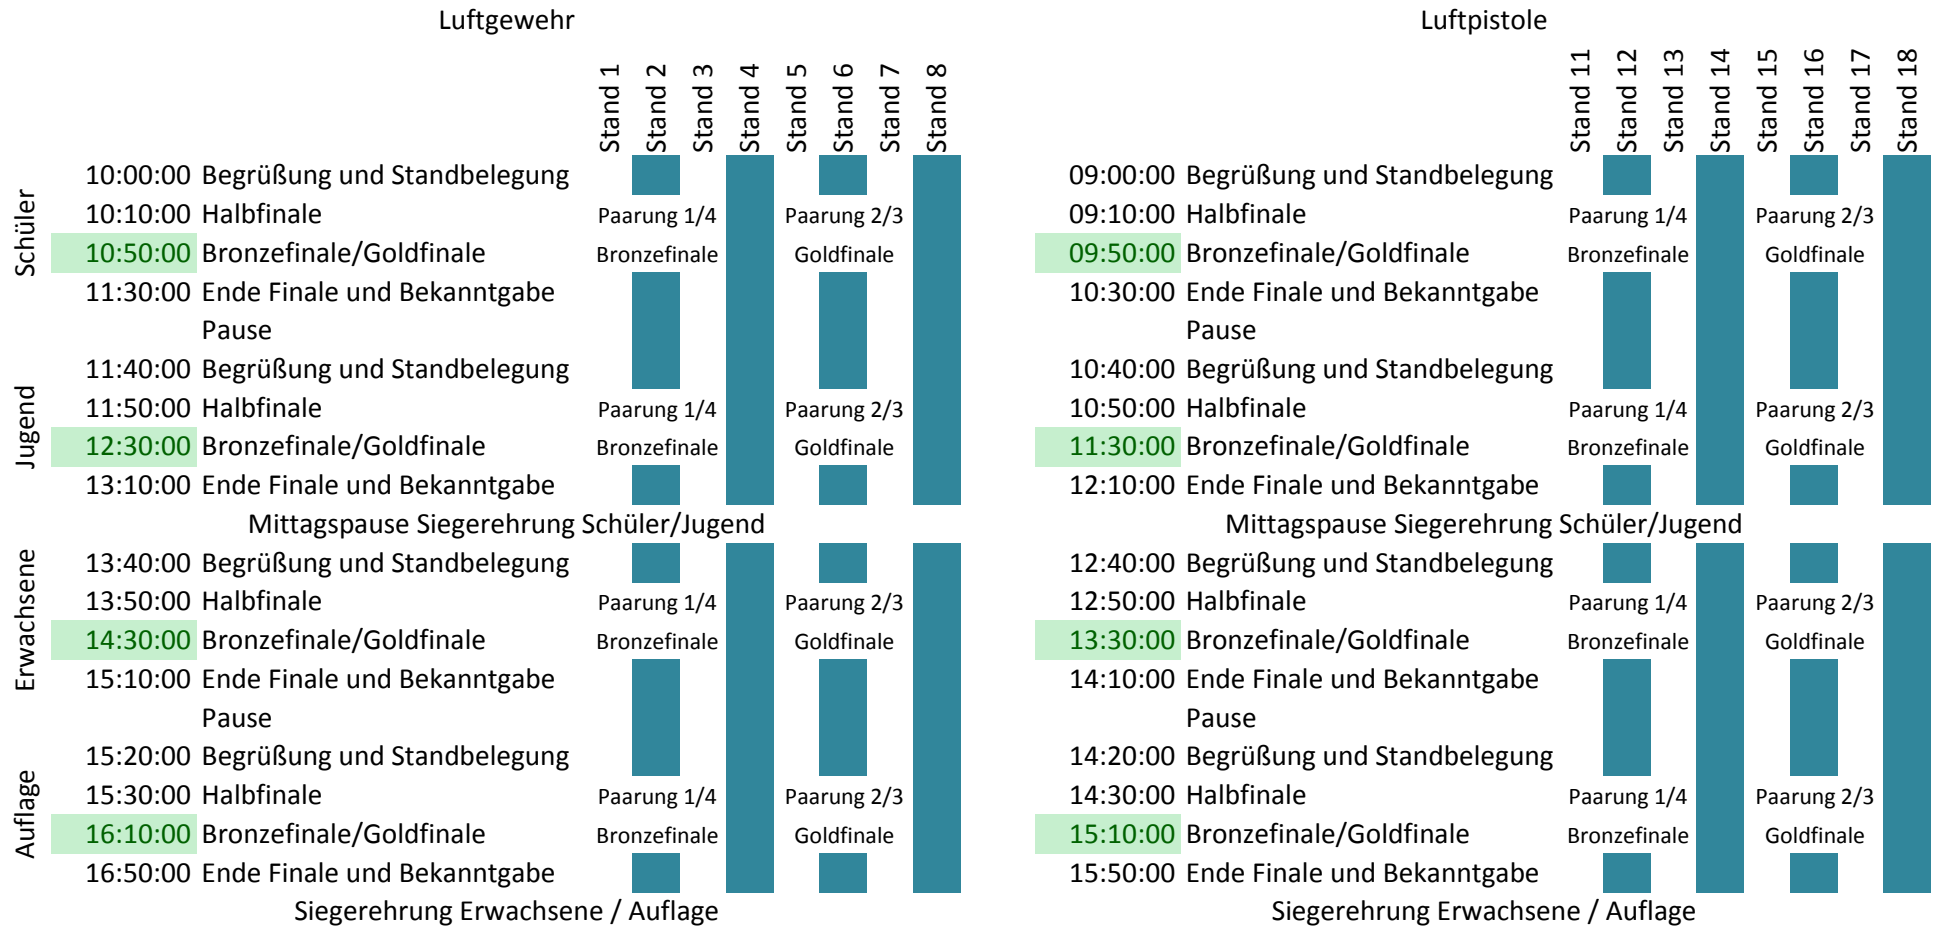 Luftgewehr
Stand 1
Stand 2
Stand 3
Stand 4
Stand 5
Stand 6
Stand 7
Stand 8
Schüler
10:00:00 Begrüßung und Standbelegung
10:10:00 Halbfinale Paarung 1/4 Paarung 2/3
10:50:00 Bronzefinale/Goldfinale Bronzefinale Goldfinale
11:30:00 Ende Finale und Bekanntgabe
Pause
Jugend
11:40:00 Begrüßung und Standbelegung
11:50:00 Halbfinale Paarung 1/4 Paarung 2/3
12:30:00 Bronzefinale/Goldfinale Bronzefinale Goldfinale
13:10:00 Ende Finale und Bekanntgabe
Mittagspause Siegerehrung Schüler/Jugend
Erwachsene
13:40:00 Begrüßung und Standbelegung
13:50:00 Halbfinale Paarung 1/4 Paarung 2/3
14:30:00 Bronzefinale/Goldfinale Bronzefinale Goldfinale
15:10:00 Ende Finale und Bekanntgabe
Pause
Auflage
15:20:00 Begrüßung und Standbelegung
15:30:00 Halbfinale Paarung 1/4 Paarung 2/3
16:10:00 Bronzefinale/Goldfinale Bronzefinale Goldfinale
16:50:00 Ende Finale und Bekanntgabe
Siegerehrung Erwachsene / Auflage
Luftpistole
Stand 11
Stand 12
Stand 13
Stand 14
Stand 15
Stand 16
Stand 17
Stand 18
09:00:00 Begrüßung und Standbelegung
09:10:00 Halbfinale Paarung 1/4 Paarung 2/3
09:50:00 Bronzefinale/Goldfinale Bronzefinale Goldfinale
10:30:00 Ende Finale und Bekanntgabe
Pause
10:40:00 Begrüßung und Standbelegung
10:50:00 Halbfinale Paarung 1/4 Paarung 2/3
11:30:00 Bronzefinale/Goldfinale Bronzefinale Goldfinale
12:10:00 Ende Finale und Bekanntgabe
Mittagspause Siegerehrung Schüler/Jugend
12:40:00 Begrüßung und Standbelegung
12:50:00 Halbfinale Paarung 1/4 Paarung 2/3
13:30:00 Bronzefinale/Goldfinale Bronzefinale Goldfinale
14:10:00 Ende Finale und Bekanntgabe
Pause
14:20:00 Begrüßung und Standbelegung
14:30:00 Halbfinale Paarung 1/4 Paarung 2/3
15:10:00 Bronzefinale/Goldfinale Bronzefinale Goldfinale
15:50:00 Ende Finale und Bekanntgabe
Siegerehrung Erwachsene / Auflage